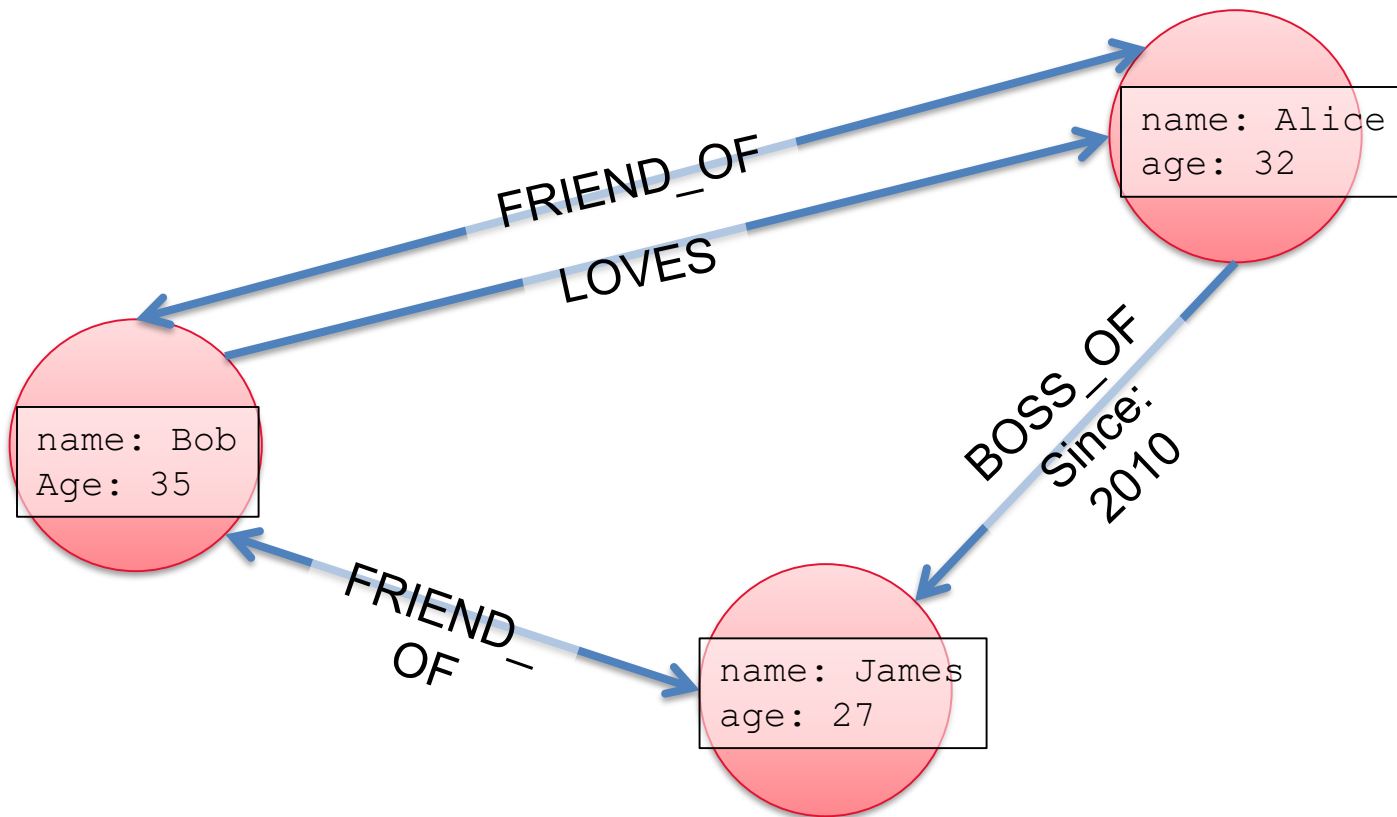 name: Alice
age: 32
FRIEND_OF
LOVES
BOSS_OF
Since:
2010
name: Bob
Age: 35
FRIEND_
OF
name: James
age: 27